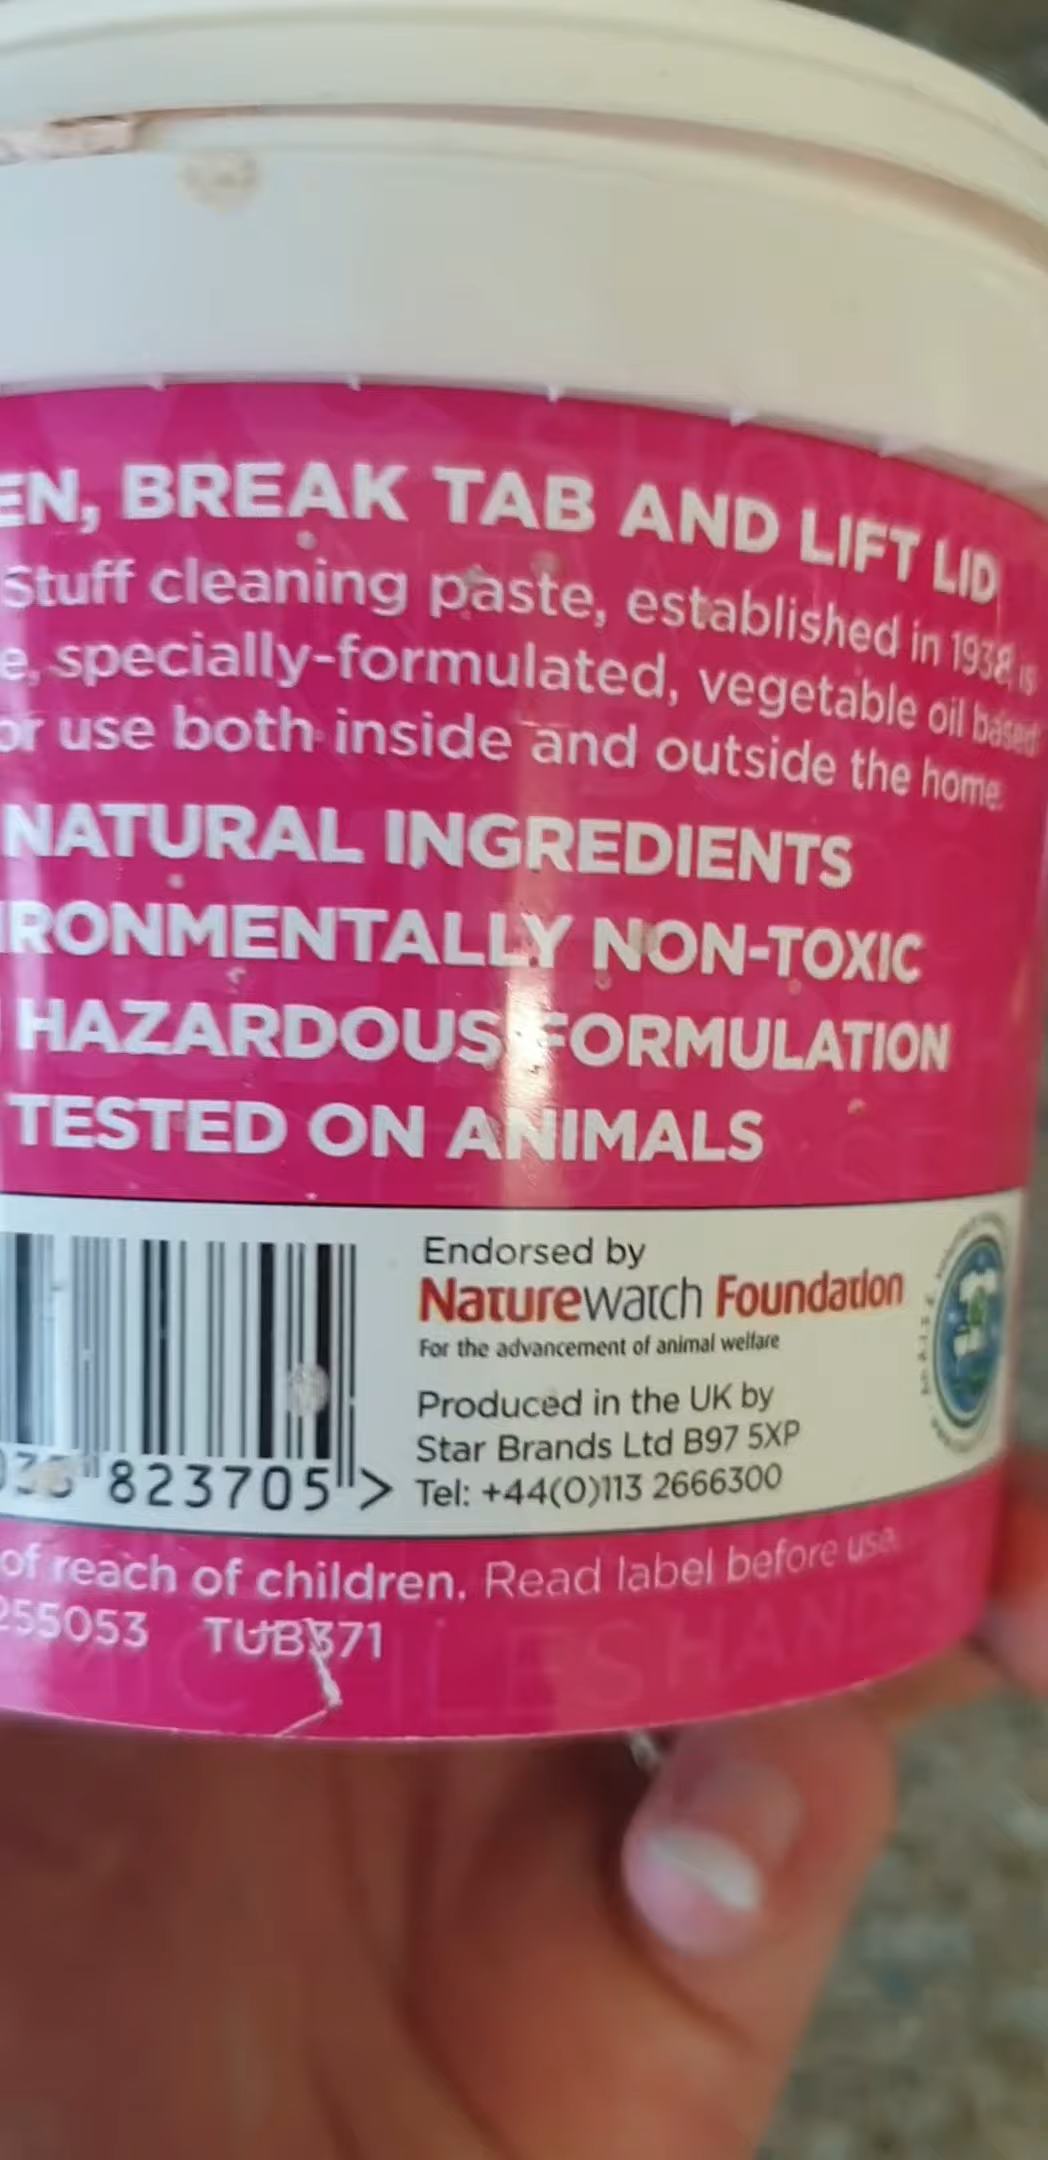 EN, BREAK TAB AND LIFT LID
Stuff cleaning paste, established in 1938, is
e, specially-formulated, vegetable oil based
or use both inside and outside the home.
NATURAL INGREDIENTS
IRONMENTALLY NON-TOXIC
HAZARDOUS FORMULATION
TESTED ON ANIMALS
Endorsed by
Naturewatch Foundation
For the advancement of animal welfare
Produced in the UK by
Star Brands Ltd B97 5XP
Tel: +44(0)113 2666300
823705 >
of reach of children. Read label before use.
255053 TUB371